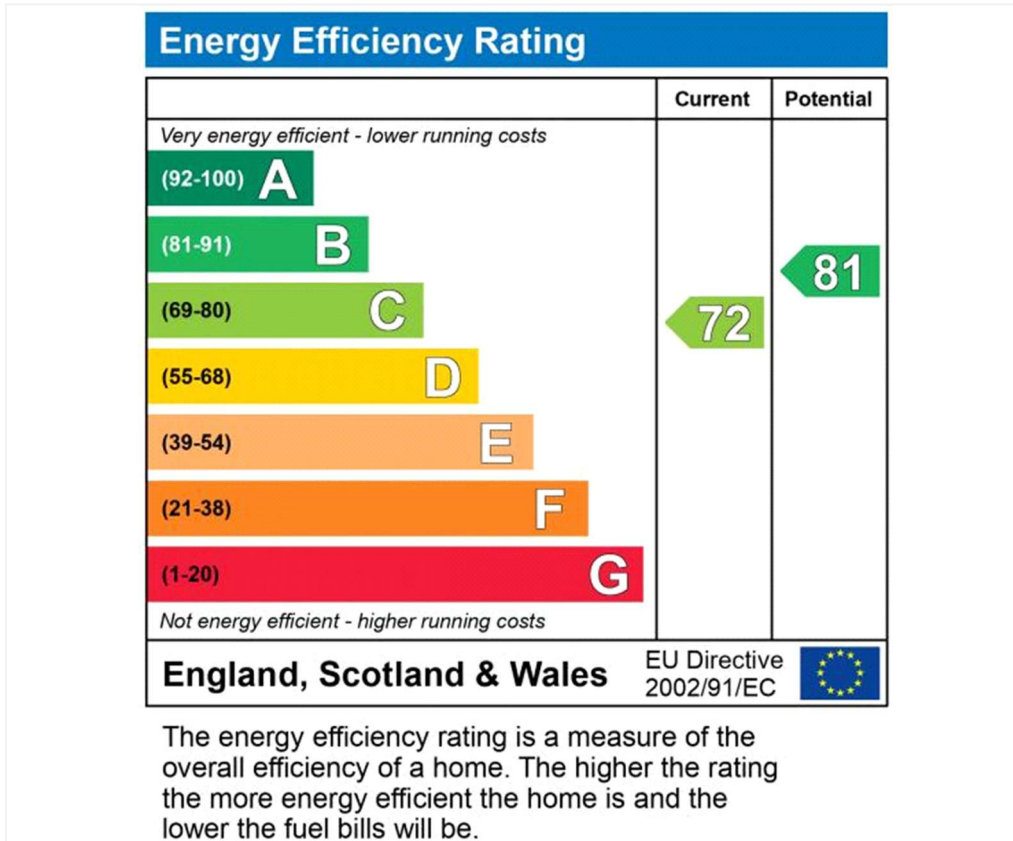 Energy Efficiency Rating
Current Potential
Very energy efficient - lower running costs
(92-100) A
(81-91) B
81
(69-80) C
72
(55-68) D
(39-54) E
(21-38) F
(1-20) G
Not energy efficient - higher running costs
England, Scotland & Wales
EU Directive
2002/91/EC
The energy efficiency rating is a measure of the
overall efficiency of a home. The higher the rating
the more energy efficient the home is and the
lower the fuel bills will be.